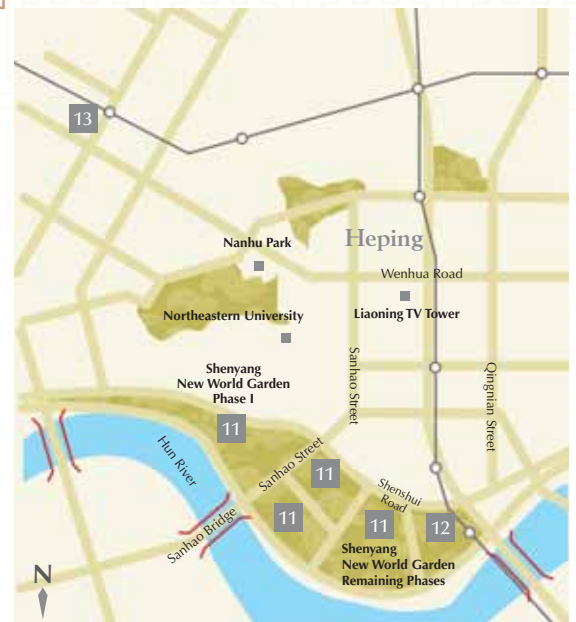 13
Heping
Nanhu Park
Wenhua Road
Northeastern University
Liaoning TV Tower
Shenyang
New World Garden
Phase I
Sanhao Street
Qingnian Street
11
Hun River
Sanhao Street
11
Shenshui
Road
11
11
12
Sanhao Bridge
Shenyang
New World Garden
Remaining Phases
N